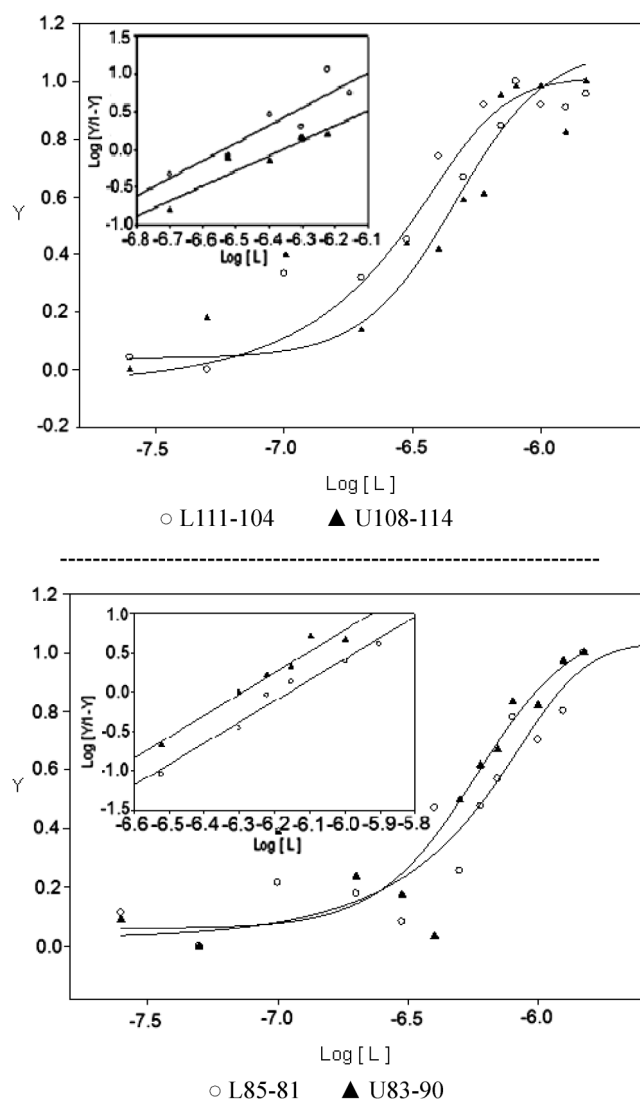 1.2
1.0
0.8
0.6
0.4
0.2
0.0
-0.2
Y
1.5
1.0
0.5
0.0
-0.5
-1.0
Log [Y/I-Y]
-6.8 -6.7 -6.6 -6.5 -6.4 -6.3 -6.2 -6.1
Log [L]
-7.5 -7.0 -6.5 -6.0
Log [ L ]
○ L111-104 ▲ U108-114
1.2
1.0
0.8
0.6
0.4
0.2
0.0
Y
1.0
0.5
0.0
-0.5
-1.0
-1.5
Log [Y/I-Y]
-6.6 -6.5 -6.4 -6.3 -6.2 -6.1 -6.0 -5.9 -5.8
Log [ L ]
-7.5 -7.0 -6.5 -6.0
Log [ L ]
○ L85-81 ▲ U83-90